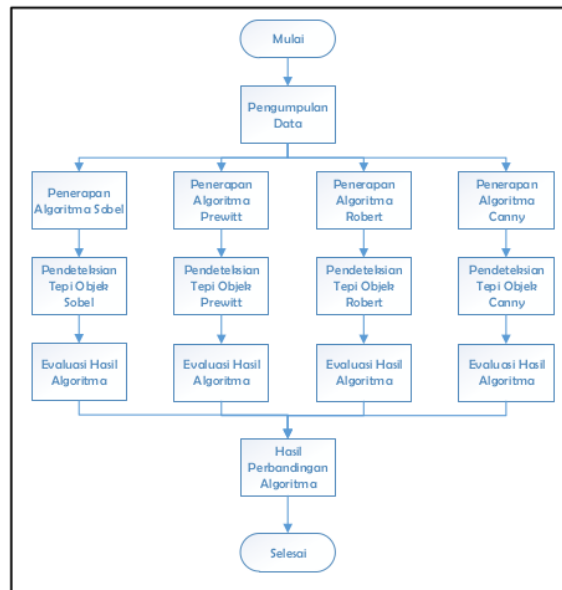 Mulai
Pengumpulan
Data
Penerapan
Algoritma Sobel
Penerapan
Algoritma
Prewitt
Penerapan
Algoritma
Robert
Penerapan
Algoritma
Canny
Pendeteksian
Tepi Objek
Sobel
Pendeteksian
Tepi Objek
Prewitt
Pendeteksian
Tepi Objek
Robert
Pendeteksian
Tepi Objek
Canny
Evaluasi Hasil
Algoritma
Evaluasi Hasil
Algoritma
Evaluasi Hasil
Algoritma
Evaluasi Hasil
Algoritma
Hasil
Perbandingan
Algoritma
Selesai